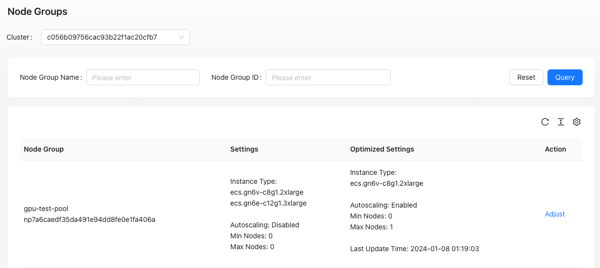 Node Groups
Cluster: c056b09756cac93b22f1ac20cfb7
Node Group Name: Please enter
Node Group ID: Please enter
Reset
Query
Node Group
Settings
Optimized Settings
Action
gpu-test-pool
np7a6caedf35da491e94dd8fe0e1fa406a
Instance Type:
ecs.gn6v-c8g1.2xlarge
ecs.gn6e-c12g1.3xlarge
Autoscaling: Disabled
Min Nodes: 0
Max Nodes: 0
Instance Type:
ecs.gn6v-c8g1.2xlarge
Autoscaling: Enabled
Min Nodes: 0
Max Nodes: 1
Last Update Time: 2024-01-08 01:19:03
Adjust